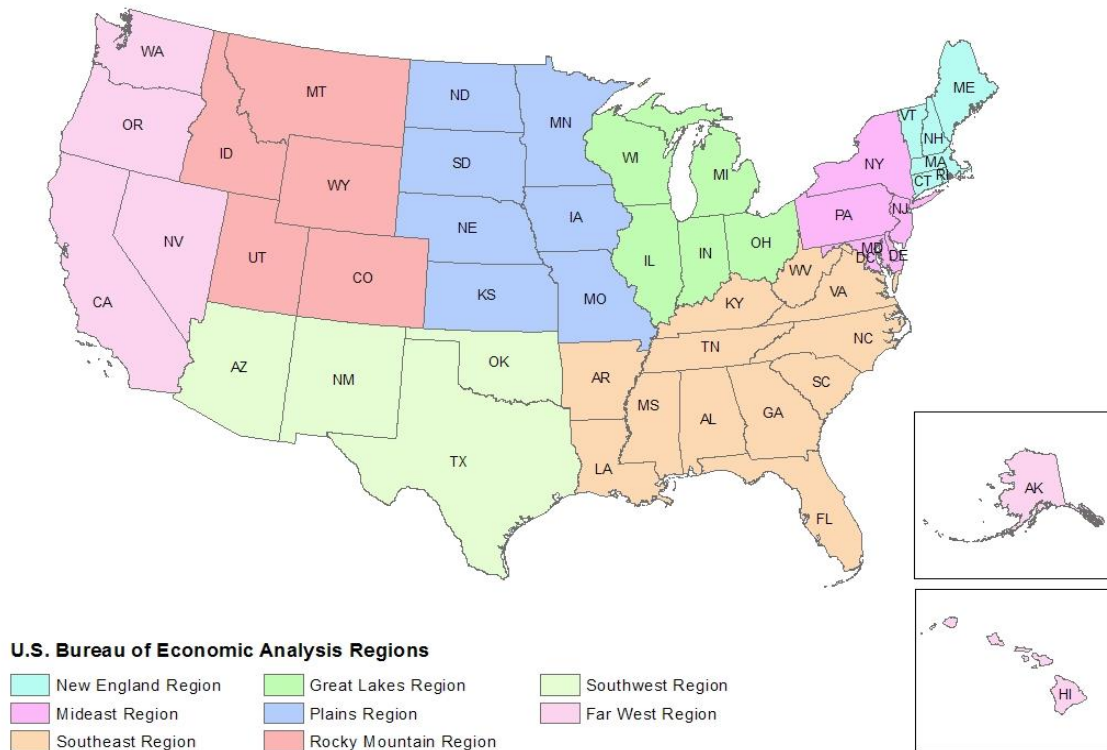 WA
MT
ND
MN
ME
VT
NH
OR
ID
SD
WI
MI
NY
MA
CT
RI
WY
NE
IA
PA
NJ
NV
UT
CO
KS
IL
IN
OH
MD
DC
DE
CA
MO
WV
VA
KY
AZ
NM
OK
AR
TN
NC
SC
MS
AL
GA
TX
LA
FL
AK
HI
U.S. Bureau of Economic Analysis Regions
New England Region
Great Lakes Region
Southwest Region
Mideast Region
Plains Region
Far West Region
Southeast Region
Rocky Mountain Region